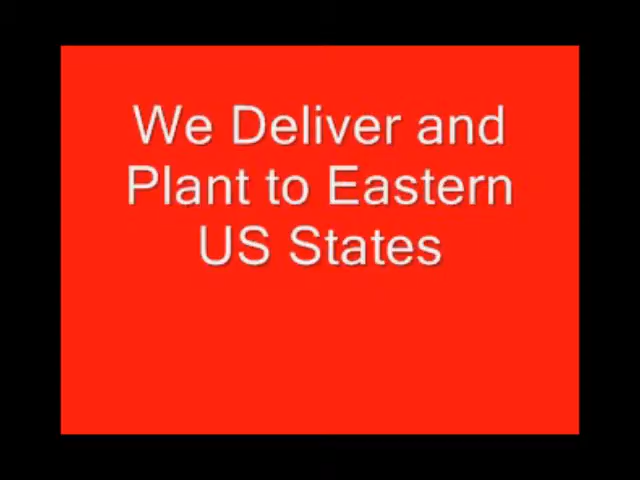 We Deliver and
Plant to Eastern
US States